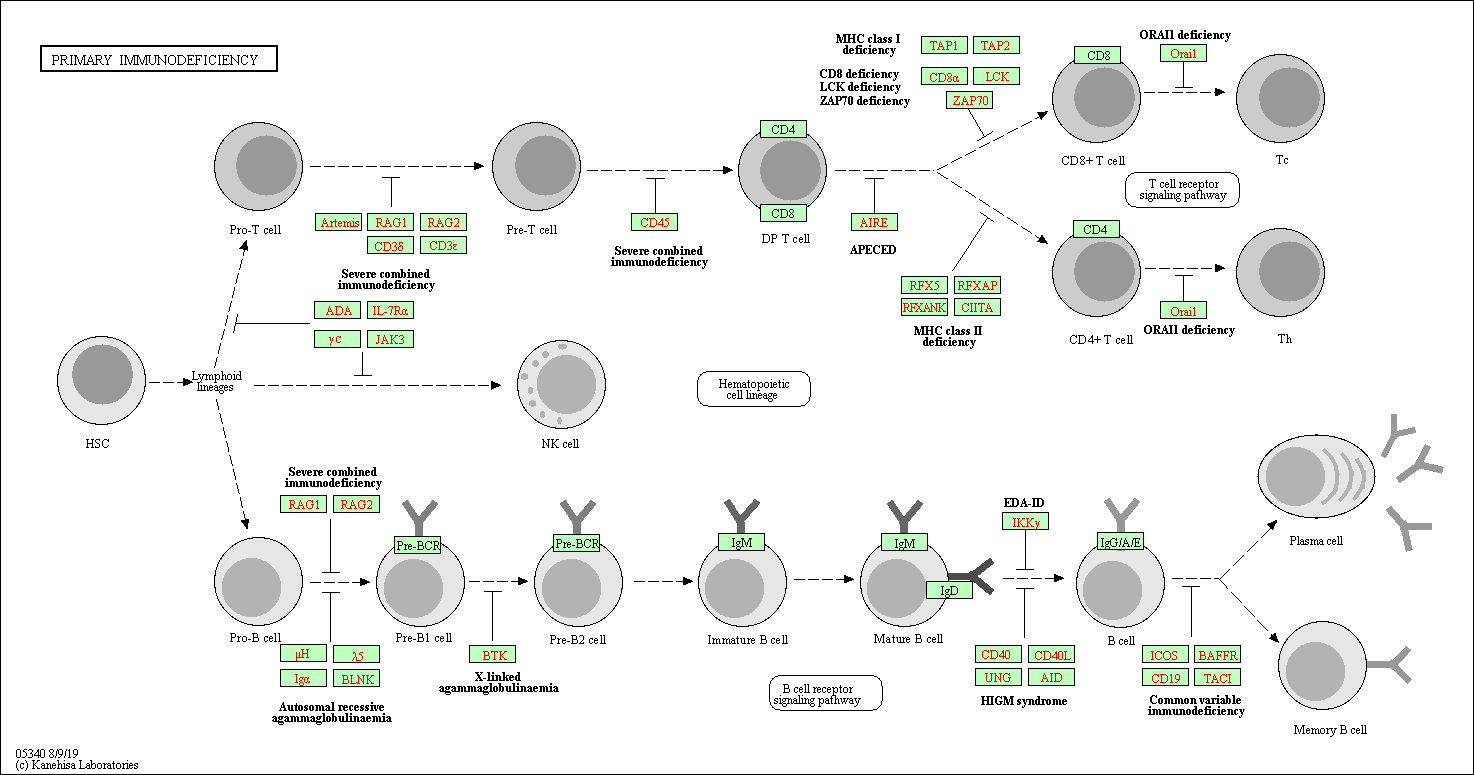 PRIMARY IMMUNODEFICIENCY
MHC class I
deficiency
TAP1
TAP2
CD8 deficiency
LCK deficiency
ZAP70 deficiency
CD8α
LCK
ZAP70
CD8
CD8+ T cell
ORAI1 deficiency
Orai1
Tc
Pro-T cell
Artemis
RAG1
RAG2
CD3δ
CD3ε
Severe combined
immunodeficiency
Pre-T cell
CD45
Severe combined
immunodeficiency
CD4
CD8
DP T cell
AIRE
APECED
T cell receptor
signaling pathway
RFX5
RFXAP
RFXANK
CIITA
MHC class II
deficiency
CD4
CD4+ T cell
Orai1
ORAI1 deficiency
Th
ADA
IL-7Rα
γc
JAK3
HSC
Lymphoid
lineages
NK cell
Hematopoietic
cell lineage
Severe combined
immunodeficiency
RAG1
RAG2
Pro-B cell
μH
λ5
Igα
BLNK
Autosomal recessive
agammaglobulinaemia
Pre-BCR
Pre-B1 cell
BTK
X-linked
agammaglobulinaemia
Pre-BCR
Pre-B2 cell
IgM
Immature B cell
IgM
IgD
Mature B cell
B cell receptor
signaling pathway
EDA-ID
IKKγ
CD40
CD40L
UNG
AID
HIGM syndrome
IgG/A/E
B cell
ICOS
BAFFR
CD19
TACI
Common variable
immunodeficiency
Plasma cell
Memory B cell
05340 8/9/19
(c) Kanehisa Laboratories